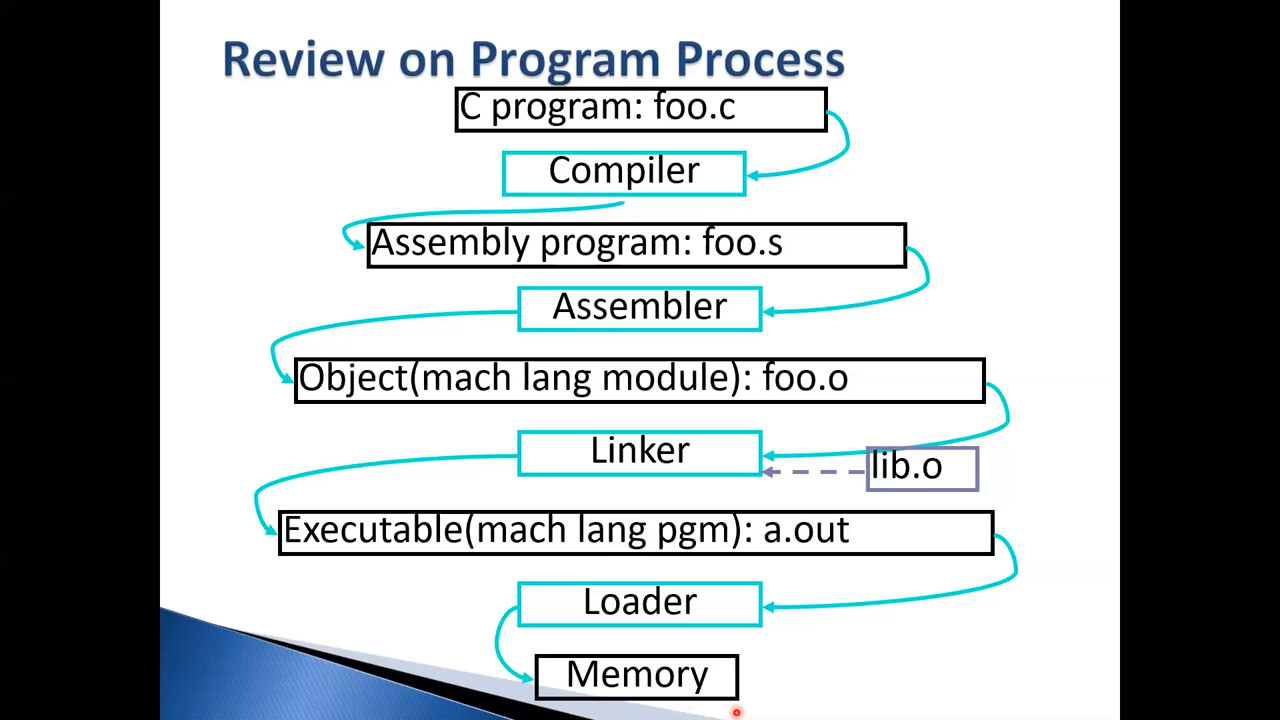 Review on Program Process
C program: foo.c
Compiler
Assembly program: foo.s
Assembler
Object(mach lang module): foo.o
Linker
lib.o
Executable(mach lang pgm): a.out
Loader
Memory